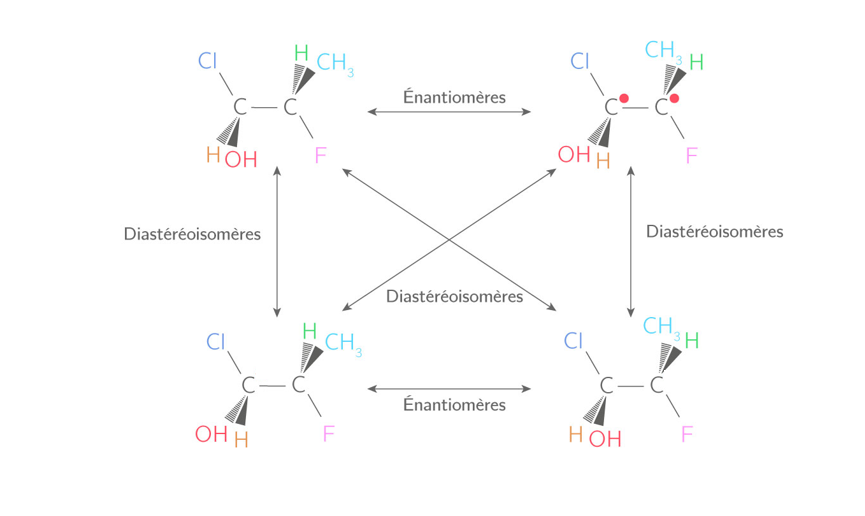 Cl H CH₃
C C
H OH F
Énantiomères
Cl CH₃ H
C C
OH H F
Diastéréoisomères
Diastéréoisomères
Diastéréoisomères
Cl H CH₃
C C
OH H F
Énantiomères
Cl CH₃ H
C C
H OH F